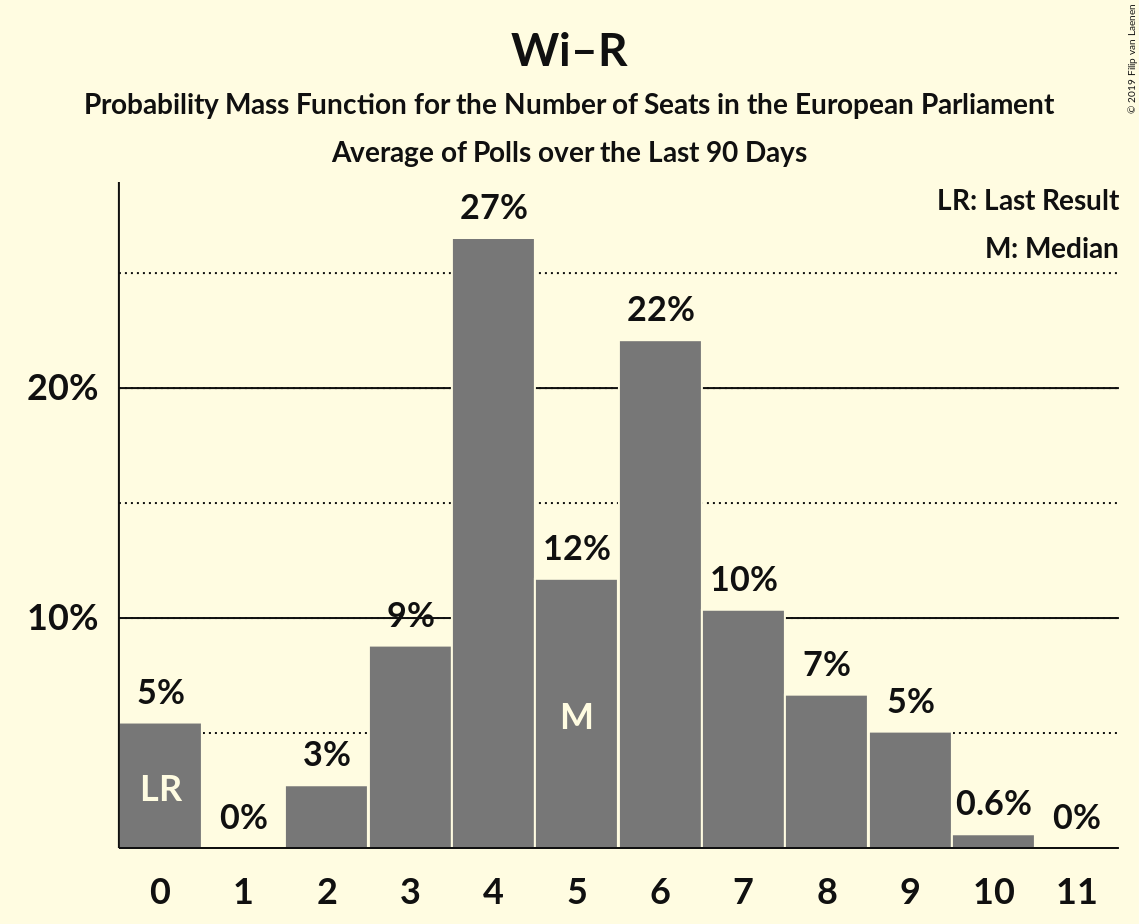 Wi–R
Probability Mass Function for the Number of Seats in the European Parliament
Average of Polls over the Last 90 Days
© 2019 Filip van Laenen
LR: Last Result
M: Median
27%
22%
20%
12%
10%
10%
9%
7%
5%
5%
3%
0.6%
0%
0%
LR
M
0 1 2 3 4 5 6 7 8 9 10 11